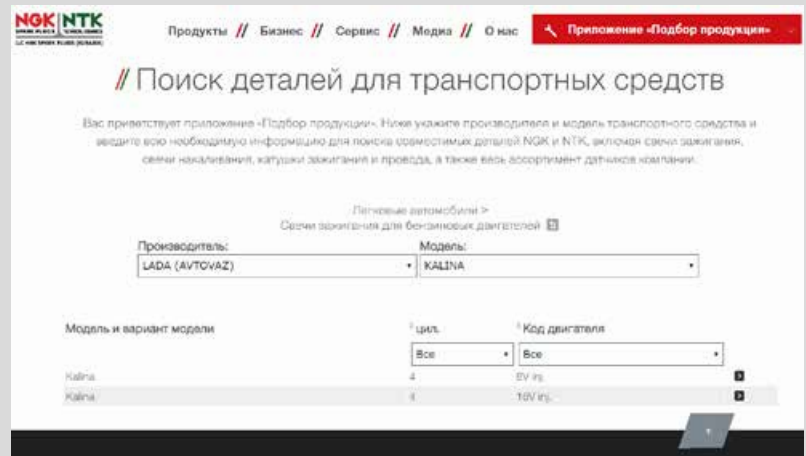 NGK NTK
Продукты // Бизнес // Сервис // Медиа // О нас
Приложение «Подбор продукции»
// Поиск деталей для транспортных средств
Вас приветствует приложение «Подбор продукции». Ниже укажите производителя и модель транспортного средства и
введите всю необходимую информацию для поиска совместимых деталей NGK и NTK, включая свечи зажигания,
свечи накаливания, катушки зажигания и провода, а также весь ассортимент датчиков компании.
Легковые автомобили >
Свечи зажигания для бензиновых двигателей
Производитель: Модель:
LADA (AVTOVAZ) KALINA
Модель и вариант модели цил. Код двигателя
Все Все
Kalina 4 8V inj.
Kalina 4 16V inj.